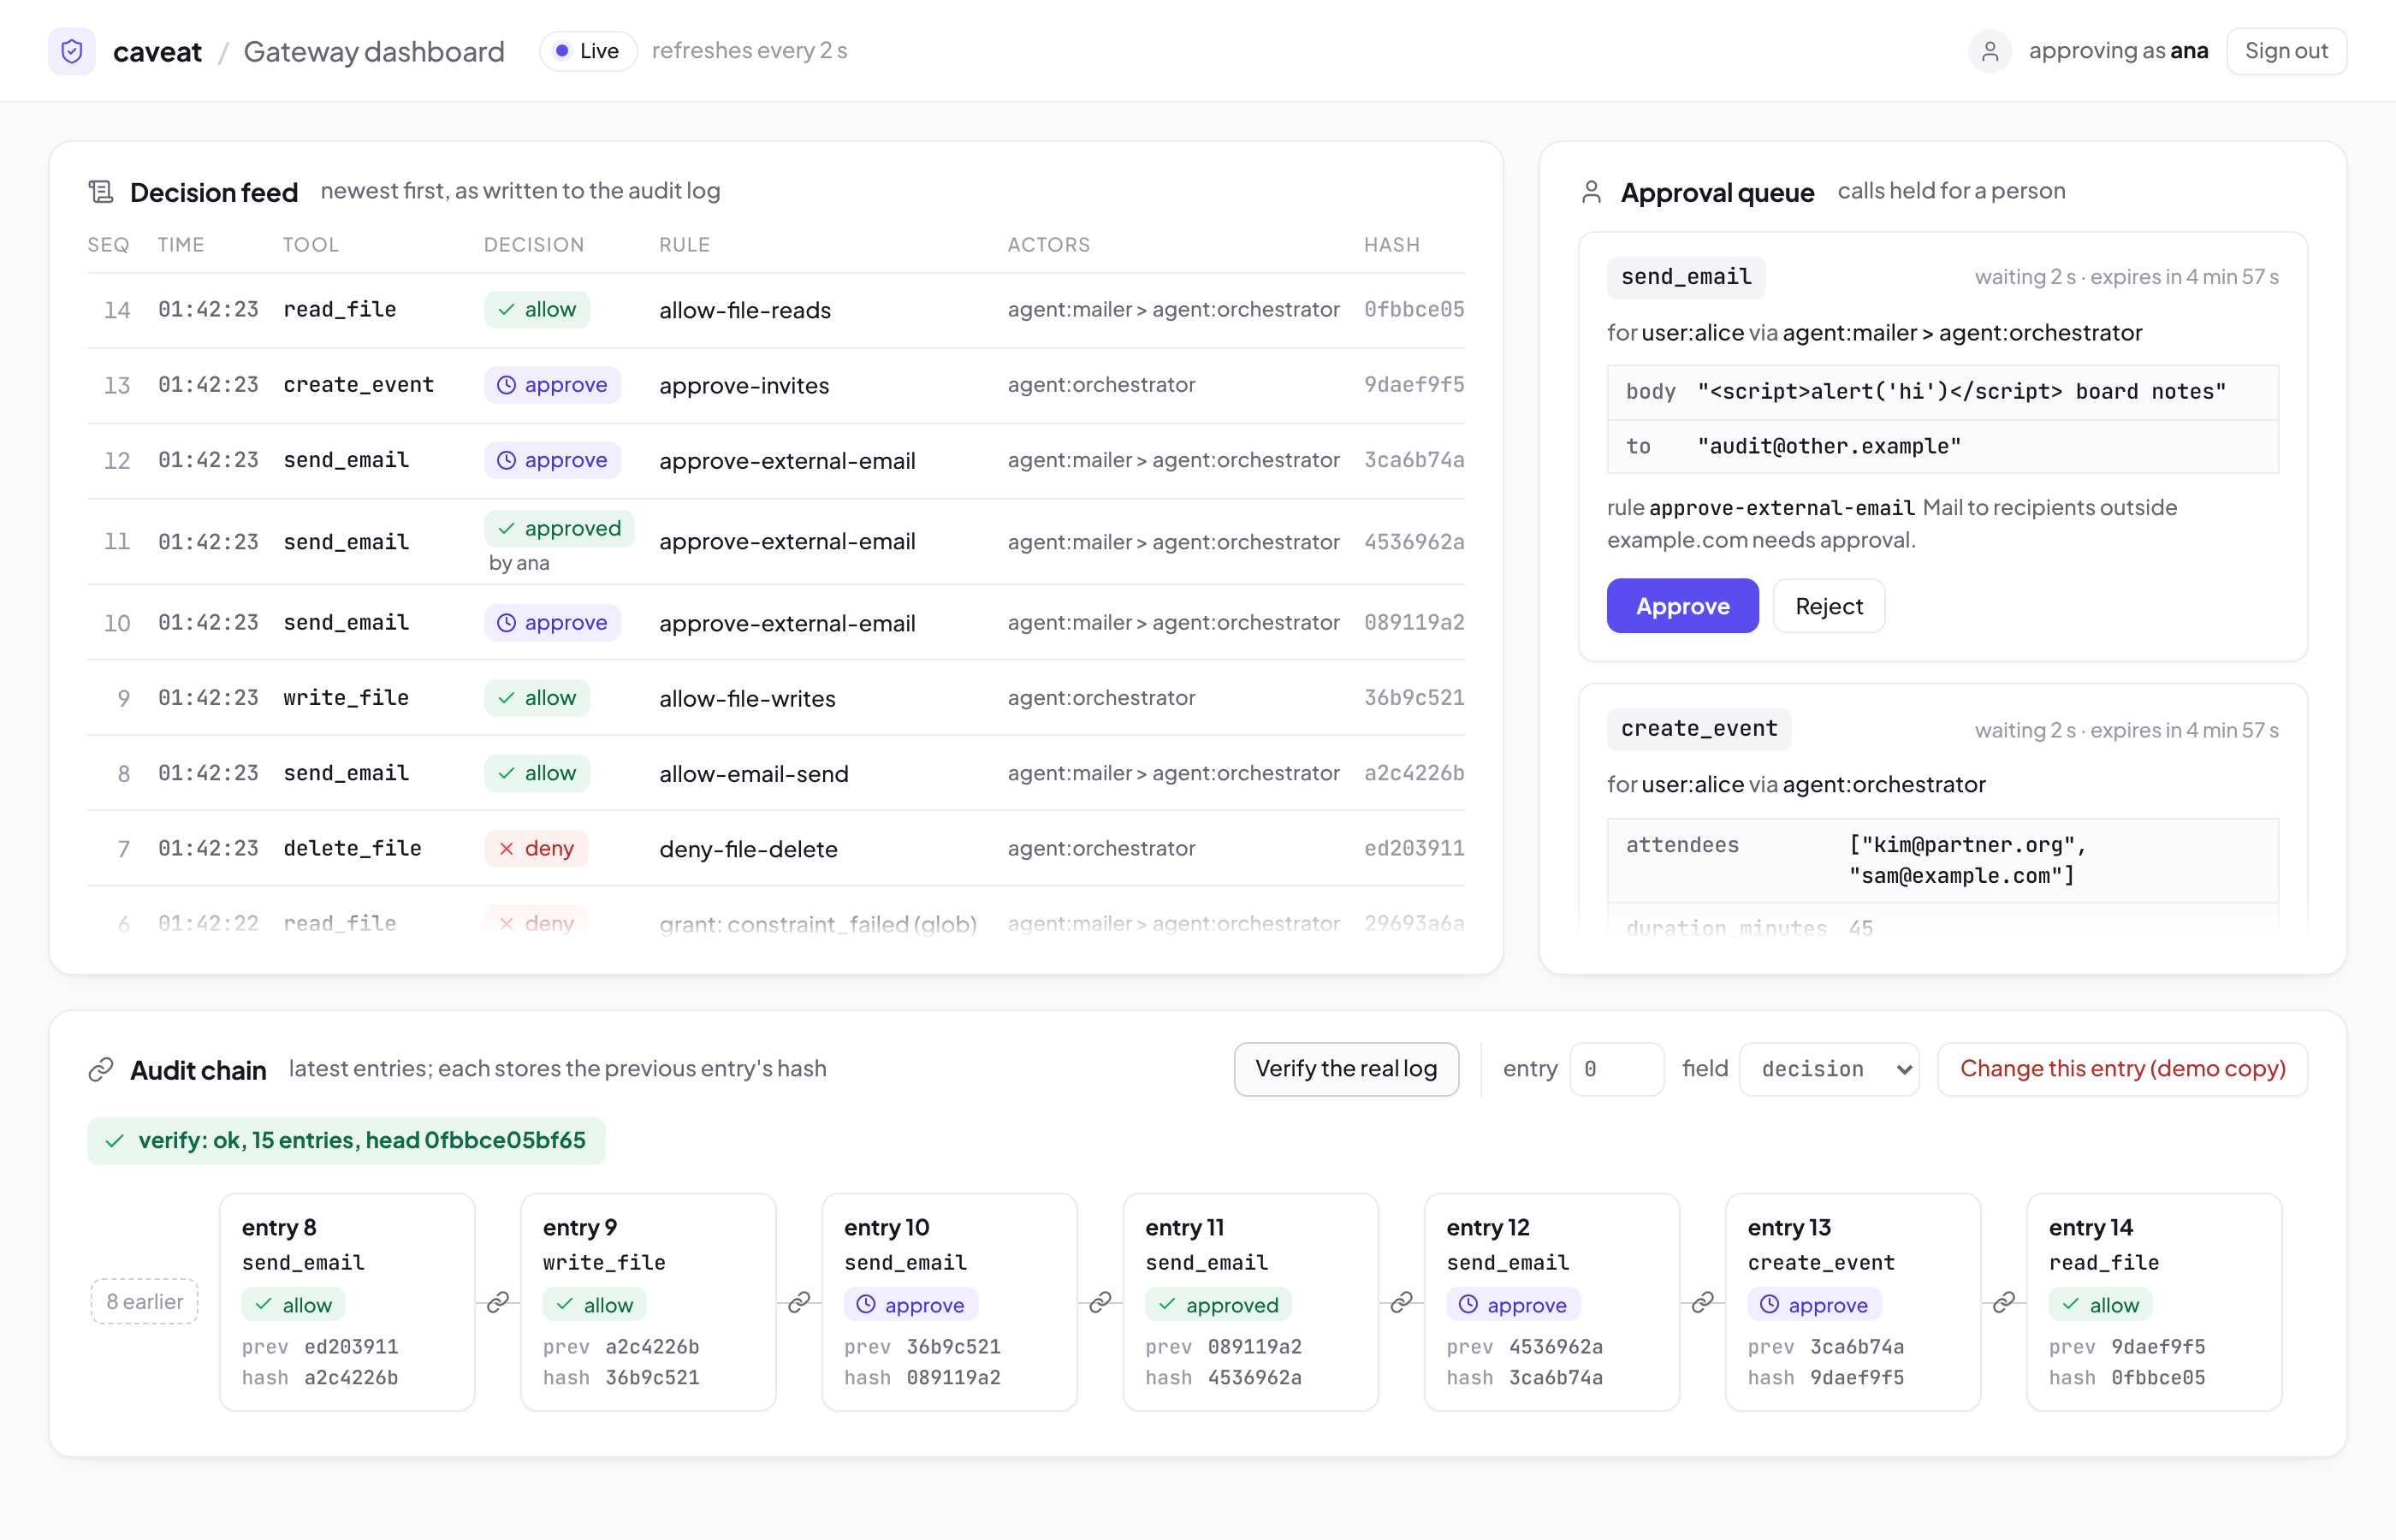 caveat / Gateway dashboard Live refreshes every 2 s
approving as ana Sign out
Decision feed newest first, as written to the audit log
SEQ TIME TOOL DECISION RULE ACTORS HASH
14 01:42:23 read_file allow allow-file-reads agent:mailer > agent:orchestrator 0fbbce05
13 01:42:23 create_event approve approve-invites agent:orchestrator 9daef9f5
12 01:42:23 send_email approve approve-external-email agent:mailer > agent:orchestrator 3ca6b74a
11 01:42:23 send_email approved approve-external-email agent:mailer > agent:orchestrator 4536962a
by ana
10 01:42:23 send_email approve approve-external-email agent:mailer > agent:orchestrator 089119a2
9 01:42:23 write_file allow allow-file-writes agent:orchestrator 36b9c521
8 01:42:23 send_email allow allow-email-send agent:mailer > agent:orchestrator a2c4226b
7 01:42:23 delete_file deny deny-file-delete agent:orchestrator ed203911
6 01:42:22 read_file deny grant: constraint_failed (glob) agent:mailer > agent:orchestrator 29693a6a
Approval queue calls held for a person
send_email waiting 2 s · expires in 4 min 57 s
for user:alice via agent:mailer > agent:orchestrator
body "<script>alert('hi')</script> board notes"
to "audit@other.example"
rule approve-external-email Mail to recipients outside
example.com needs approval.
Approve Reject
create_event waiting 2 s · expires in 4 min 57 s
for user:alice via agent:orchestrator
attendees ["kim@partner.org",
"sam@example.com"]
duration_minutes 45
Audit chain latest entries; each stores the previous entry's hash
Verify the real log entry 0 field decision Change this entry (demo copy)
verify: ok, 15 entries, head 0fbbce05bf65
8 earlier
entry 8
send_email
allow
prev ed203911
hash a2c4226b
entry 9
write_file
allow
prev a2c4226b
hash 36b9c521
entry 10
send_email
approve
prev 36b9c521
hash 089119a2
entry 11
send_email
approved
prev 089119a2
hash 4536962a
entry 12
send_email
approve
prev 4536962a
hash 3ca6b74a
entry 13
create_event
approve
prev 3ca6b74a
hash 9daef9f5
entry 14
read_file
allow
prev 9daef9f5
hash 0fbbce05